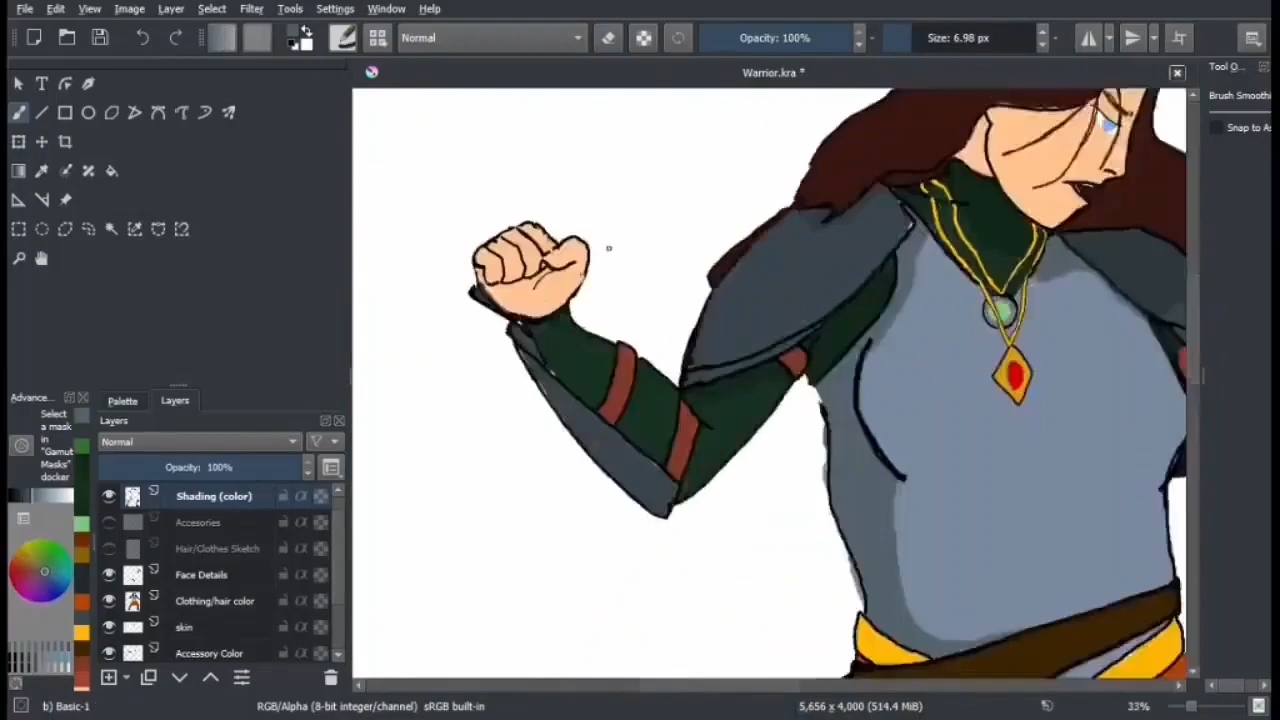 File Edit View Image Layer Select Filter Tools Settings Window Help
Normal Opacity: 100% Size: 6.98 px
Warrior.kra *
Tool O...
Brush Smoothi
Snap to As
Advance...
Select
a mask
in
"Gamut
Masks"
docker
Palette Layers
Layers
Normal
Opacity: 100%
Shading (color)
Accesories
Hair/Clothes Sketch
Face Details
Clothing/hair color
skin
Accessory Color
b) Basic-1 RGB/Alpha (8-bit integer/channel) sRGB built-in 5,656 x 4,000 (514.4 MiB) 33%